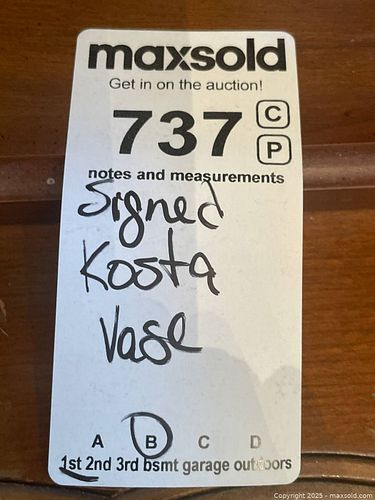 maxsold
Get in on the auction!
737 C
P
notes and measurements
Signed
Kosta
Vase
A B C D
1st 2nd 3rd bsmt garage outdoors
Copyright 2025 - maxsold.com